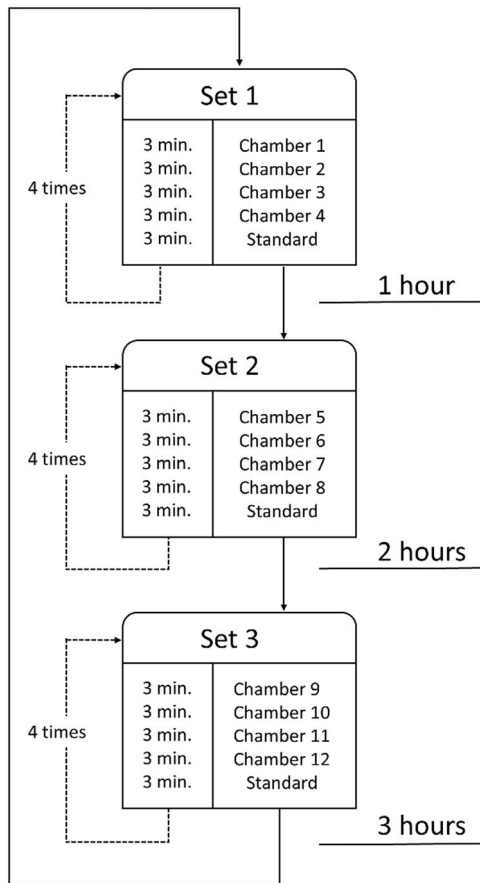 Set 1
3 min. Chamber 1
3 min. Chamber 2
3 min. Chamber 3
3 min. Chamber 4
3 min. Standard
4 times
1 hour
Set 2
3 min. Chamber 5
3 min. Chamber 6
3 min. Chamber 7
3 min. Chamber 8
3 min. Standard
4 times
2 hours
Set 3
3 min. Chamber 9
3 min. Chamber 10
3 min. Chamber 11
3 min. Chamber 12
3 min. Standard
4 times
3 hours